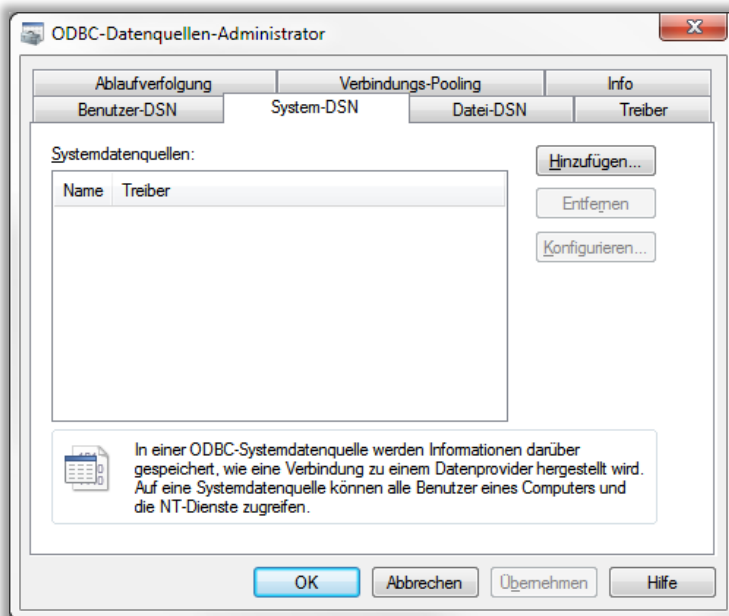 ODBC-Datenquellen-Administrator
Ablaufverfolgung
Verbindungs-Pooling
Info
Benutzer-DSN
System-DSN
Datei-DSN
Treiber
Systemdatenquellen:
Name
Treiber
Hinzufügen...
Entfernen
Konfigurieren...
In einer ODBC-Systemdatenquelle werden Informationen darüber
gespeichert, wie eine Verbindung zu einem Datenprovider hergestellt wird.
Auf eine Systemdatenquelle können alle Benutzer eines Computers und
die NT-Dienste zugreifen.
OK
Abbrechen
Übernehmen
Hilfe